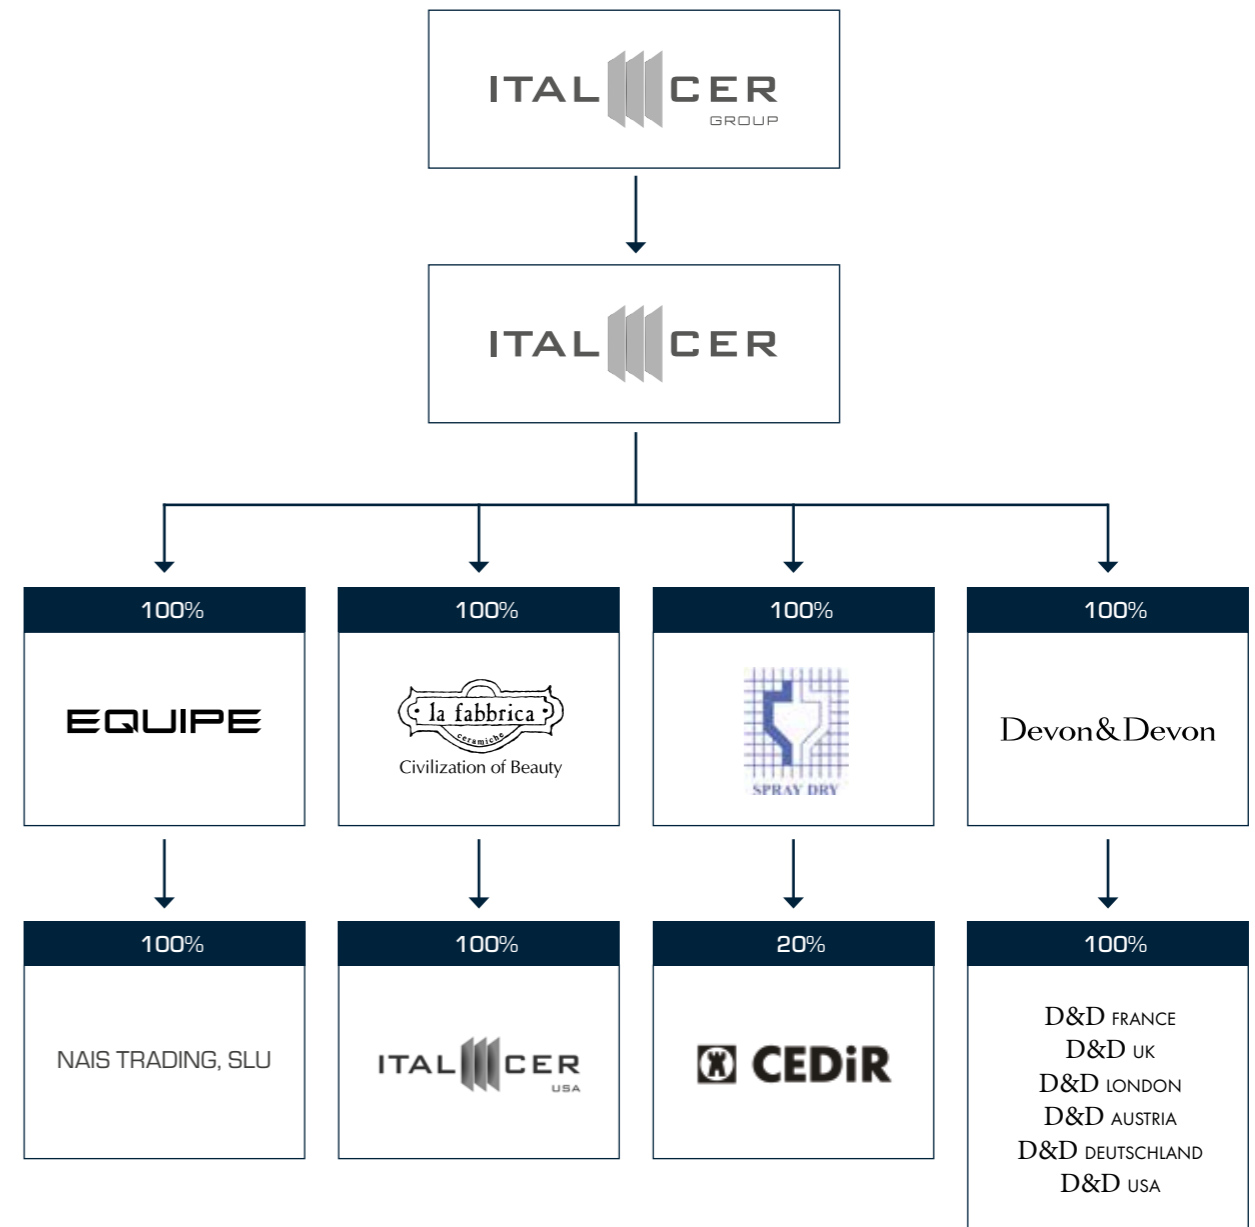 ITAL CER
GROUP
ITAL CER
100% 100% 100% 100%
EQUIPE
la fabbrica
ceramiche
Civilization of Beauty
SPRAY DRY
Devon&Devon
100% 100% 20% 100%
NAIS TRADING, SLU
ITAL CER
USA
CEDiR
D&D FRANCE
D&D UK
D&D LONDON
D&D AUSTRIA
D&D DEUTSCHLAND
D&D USA